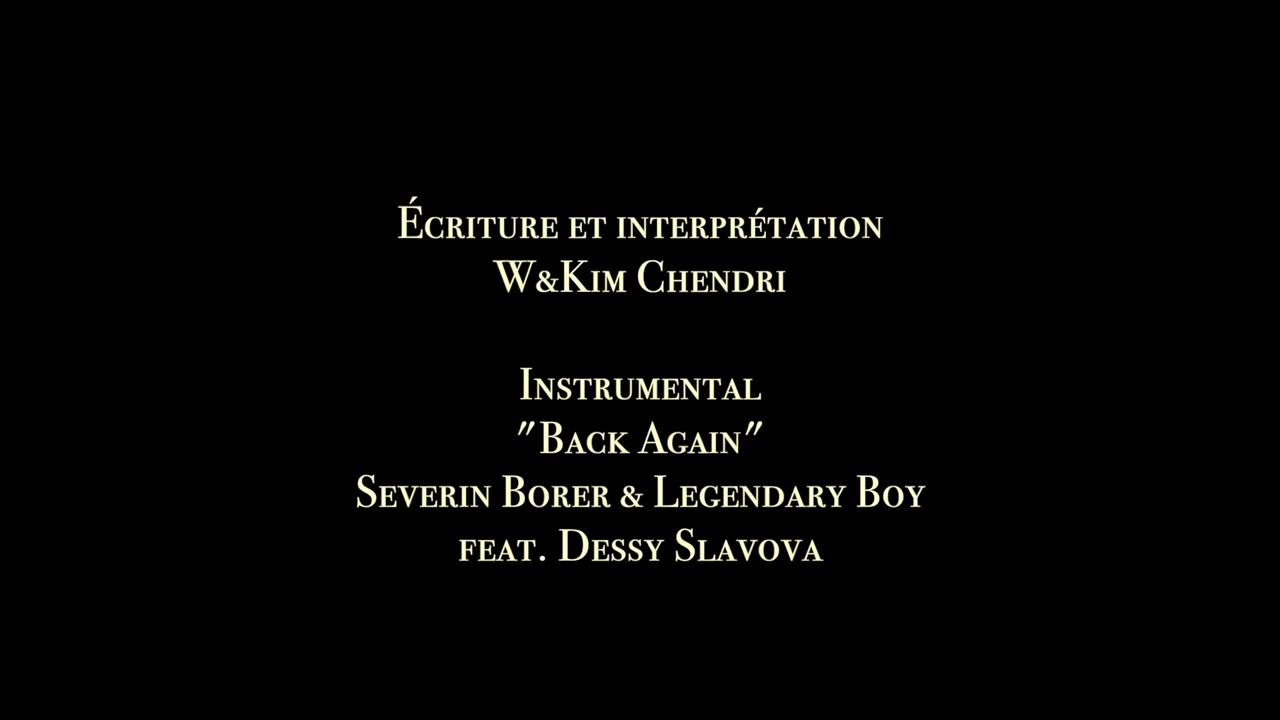 Écriture et interprétation
W&Kim Chendri
Instrumental
"Back Again"
Severin Borer & Legendary Boy
feat. Dessy Slavova